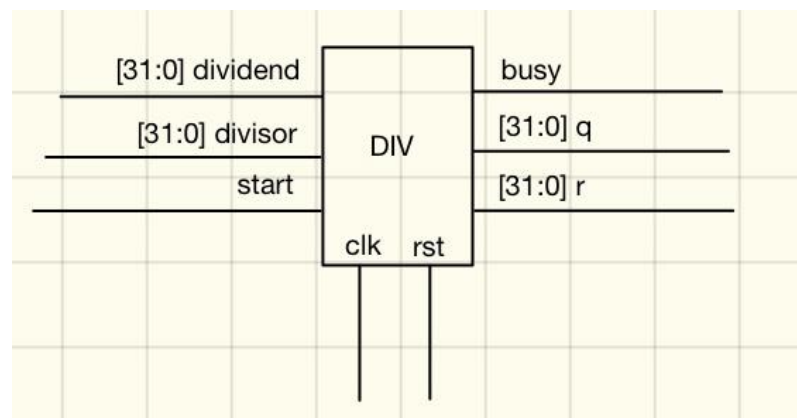 [31:0] dividend
busy
[31:0] divisor
[31:0] q
DIV
start
[31:0] r
clk rst